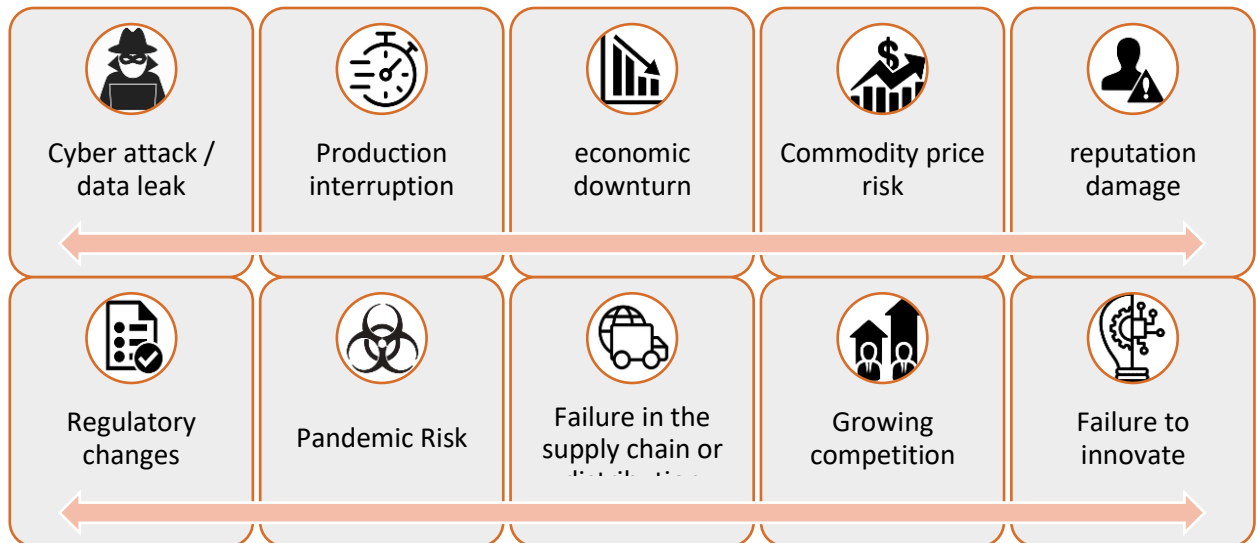 Cyber attack /
data leak
Production
interruption
economic
downturn
Commodity price
risk
reputation
damage
Regulatory
changes
Pandemic Risk
Failure in the
supply chain or
distribution
Growing
competition
Failure to
innovate